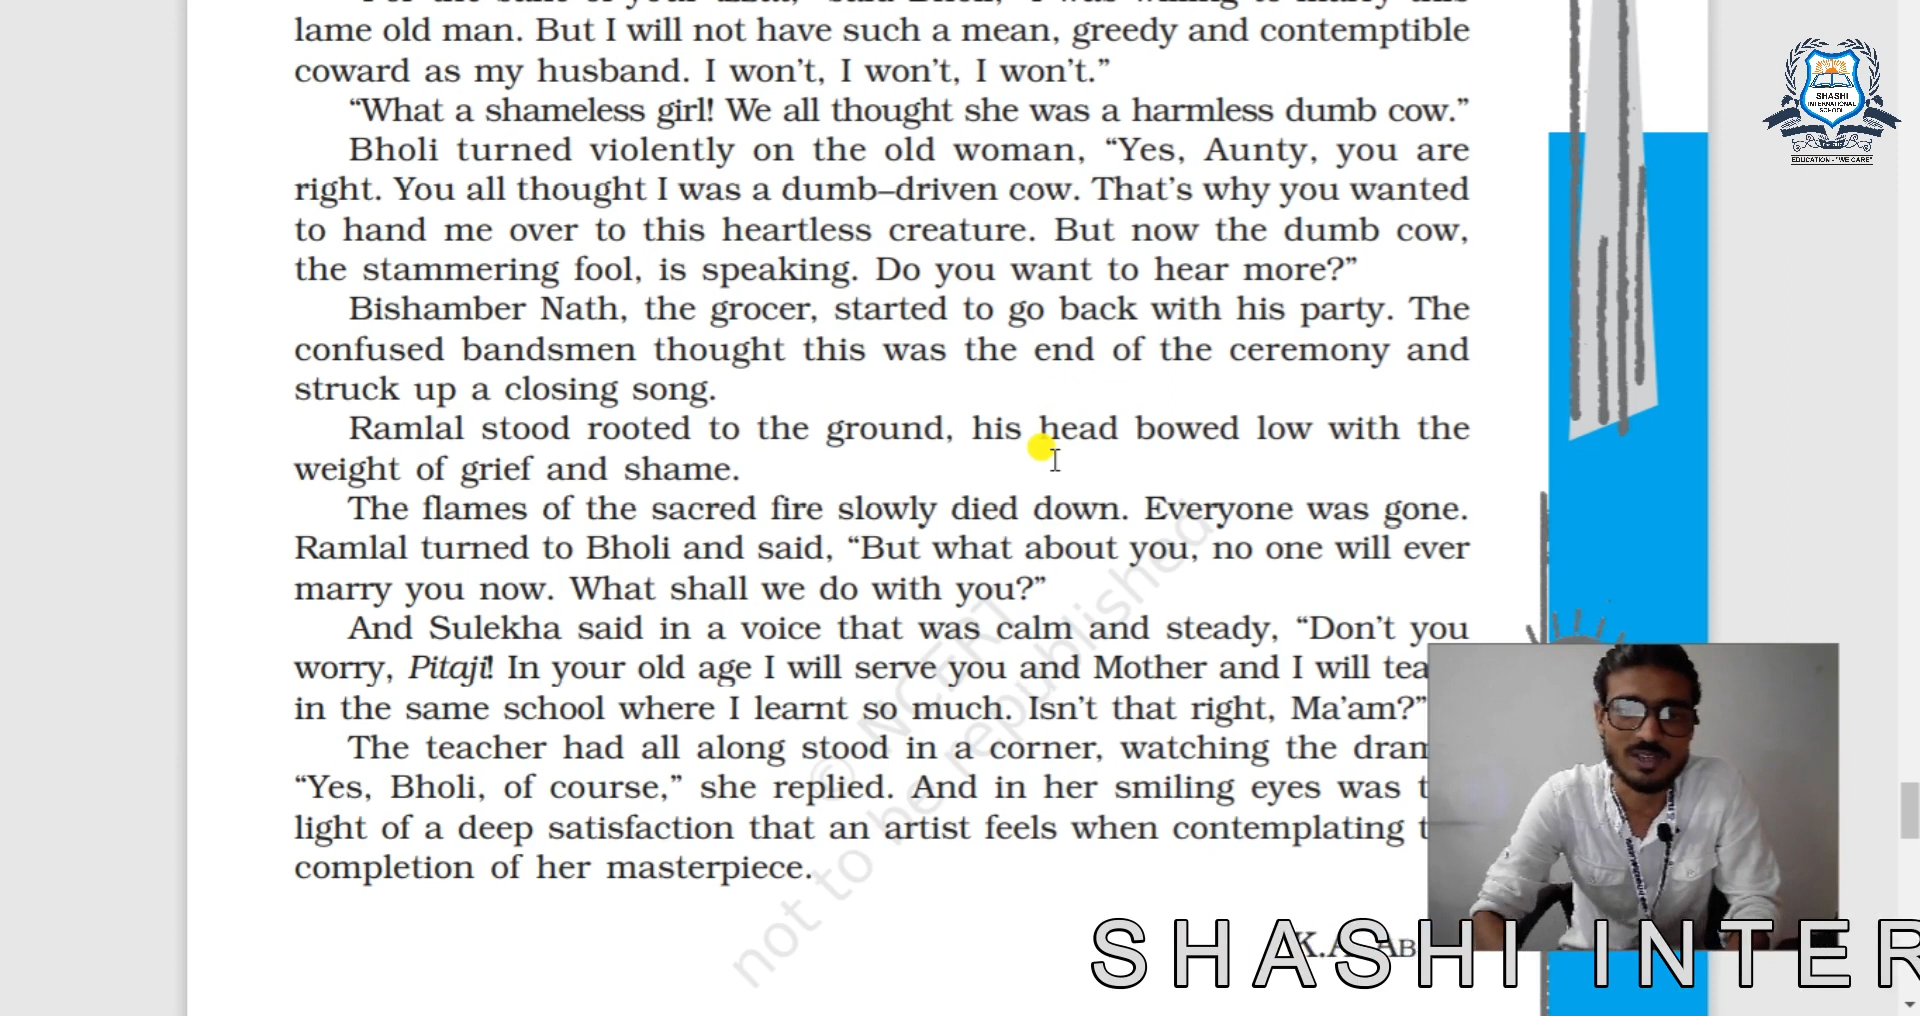 lame old man. But I will not have such a mean, greedy and contemptible
coward as my husband. I won’t, I won’t, I won’t.”
“What a shameless girl! We all thought she was a harmless dumb cow.”
Bholi turned violently on the old woman, “Yes, Aunty, you are
right. You all thought I was a dumb–driven cow. That’s why you wanted
to hand me over to this heartless creature. But now the dumb cow,
the stammering fool, is speaking. Do you want to hear more?”
Bishamber Nath, the grocer, started to go back with his party. The
confused bandsmen thought this was the end of the ceremony and
struck up a closing song.
Ramlal stood rooted to the ground, his head bowed low with the
weight of grief and shame.
The flames of the sacred fire slowly died down. Everyone was gone.
Ramlal turned to Bholi and said, “But what about you, no one will ever
marry you now. What shall we do with you?”
And Sulekha said in a voice that was calm and steady, “Don’t you
worry, Pitaji! In your old age I will serve you and Mother and I will
in the same school where I learnt so much. Isn’t that right, Ma’am?”
The teacher had all along stood in a corner, watching the
“Yes, Bholi, of course,” she replied. And in her smiling eyes was
light of a deep satisfaction that an artist feels when contemplating
completion of her masterpiece.
© NCERT
not to be republished
SHASHI
INTERNATIONAL
SCHOOL
EDUCATION - "WE CARE"
SHASHI INTER